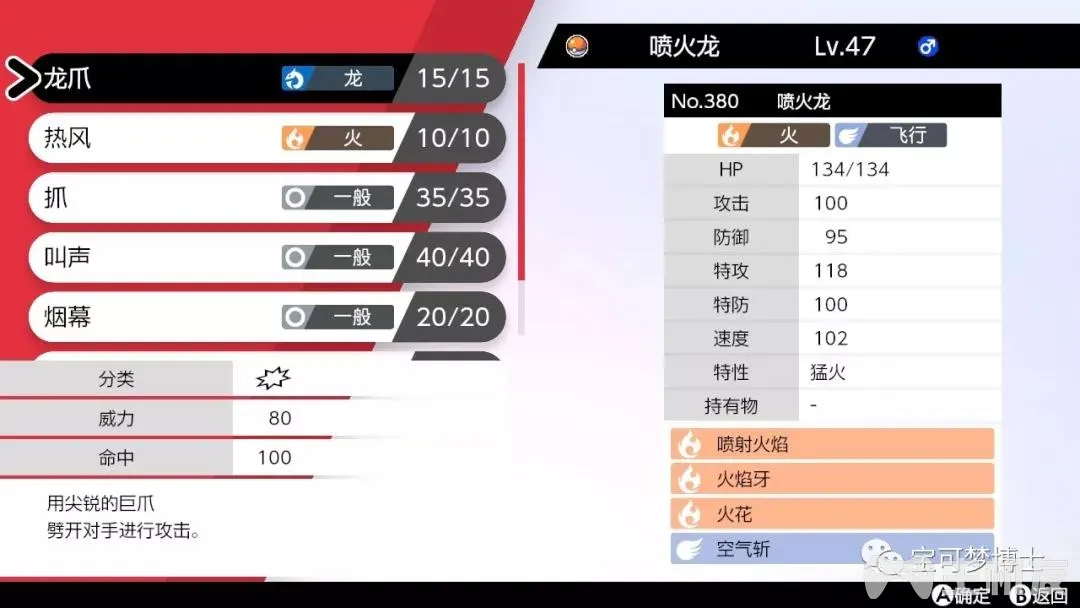 龙爪 龙 15/15
热风 火 10/10
抓 一般 35/35
叫声 一般 40/40
烟幕 一般 20/20
分类
威力 80
命中 100
用尖锐的巨爪
劈开对手进行攻击。
喷火龙 Lv.47 ♂
No.380 喷火龙
火 飞行
HP 134/134
攻击 100
防御 95
特攻 118
特防 100
速度 102
特性 猛火
持有物 -
喷射火焰
火焰牙
火花
空气斩
宝可梦博士
A确定 B返回